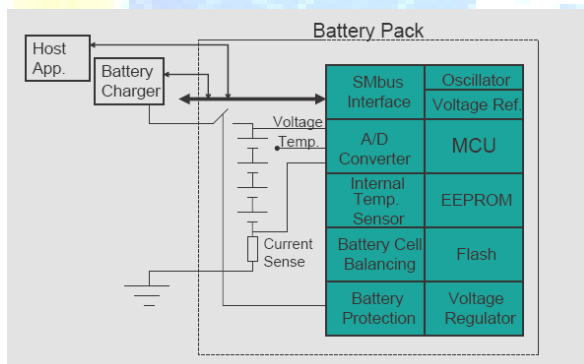 Battery Pack
Host
App.
Battery
Charger
SMbus
Interface
Oscillator
Voltage Ref.
Voltage
Temp.
A/D
Converter
MCU
Internal
Temp.
Sensor
EEPROM
Current
Sense
Battery Cell
Balancing
Flash
Battery
Protection
Voltage
Regulator